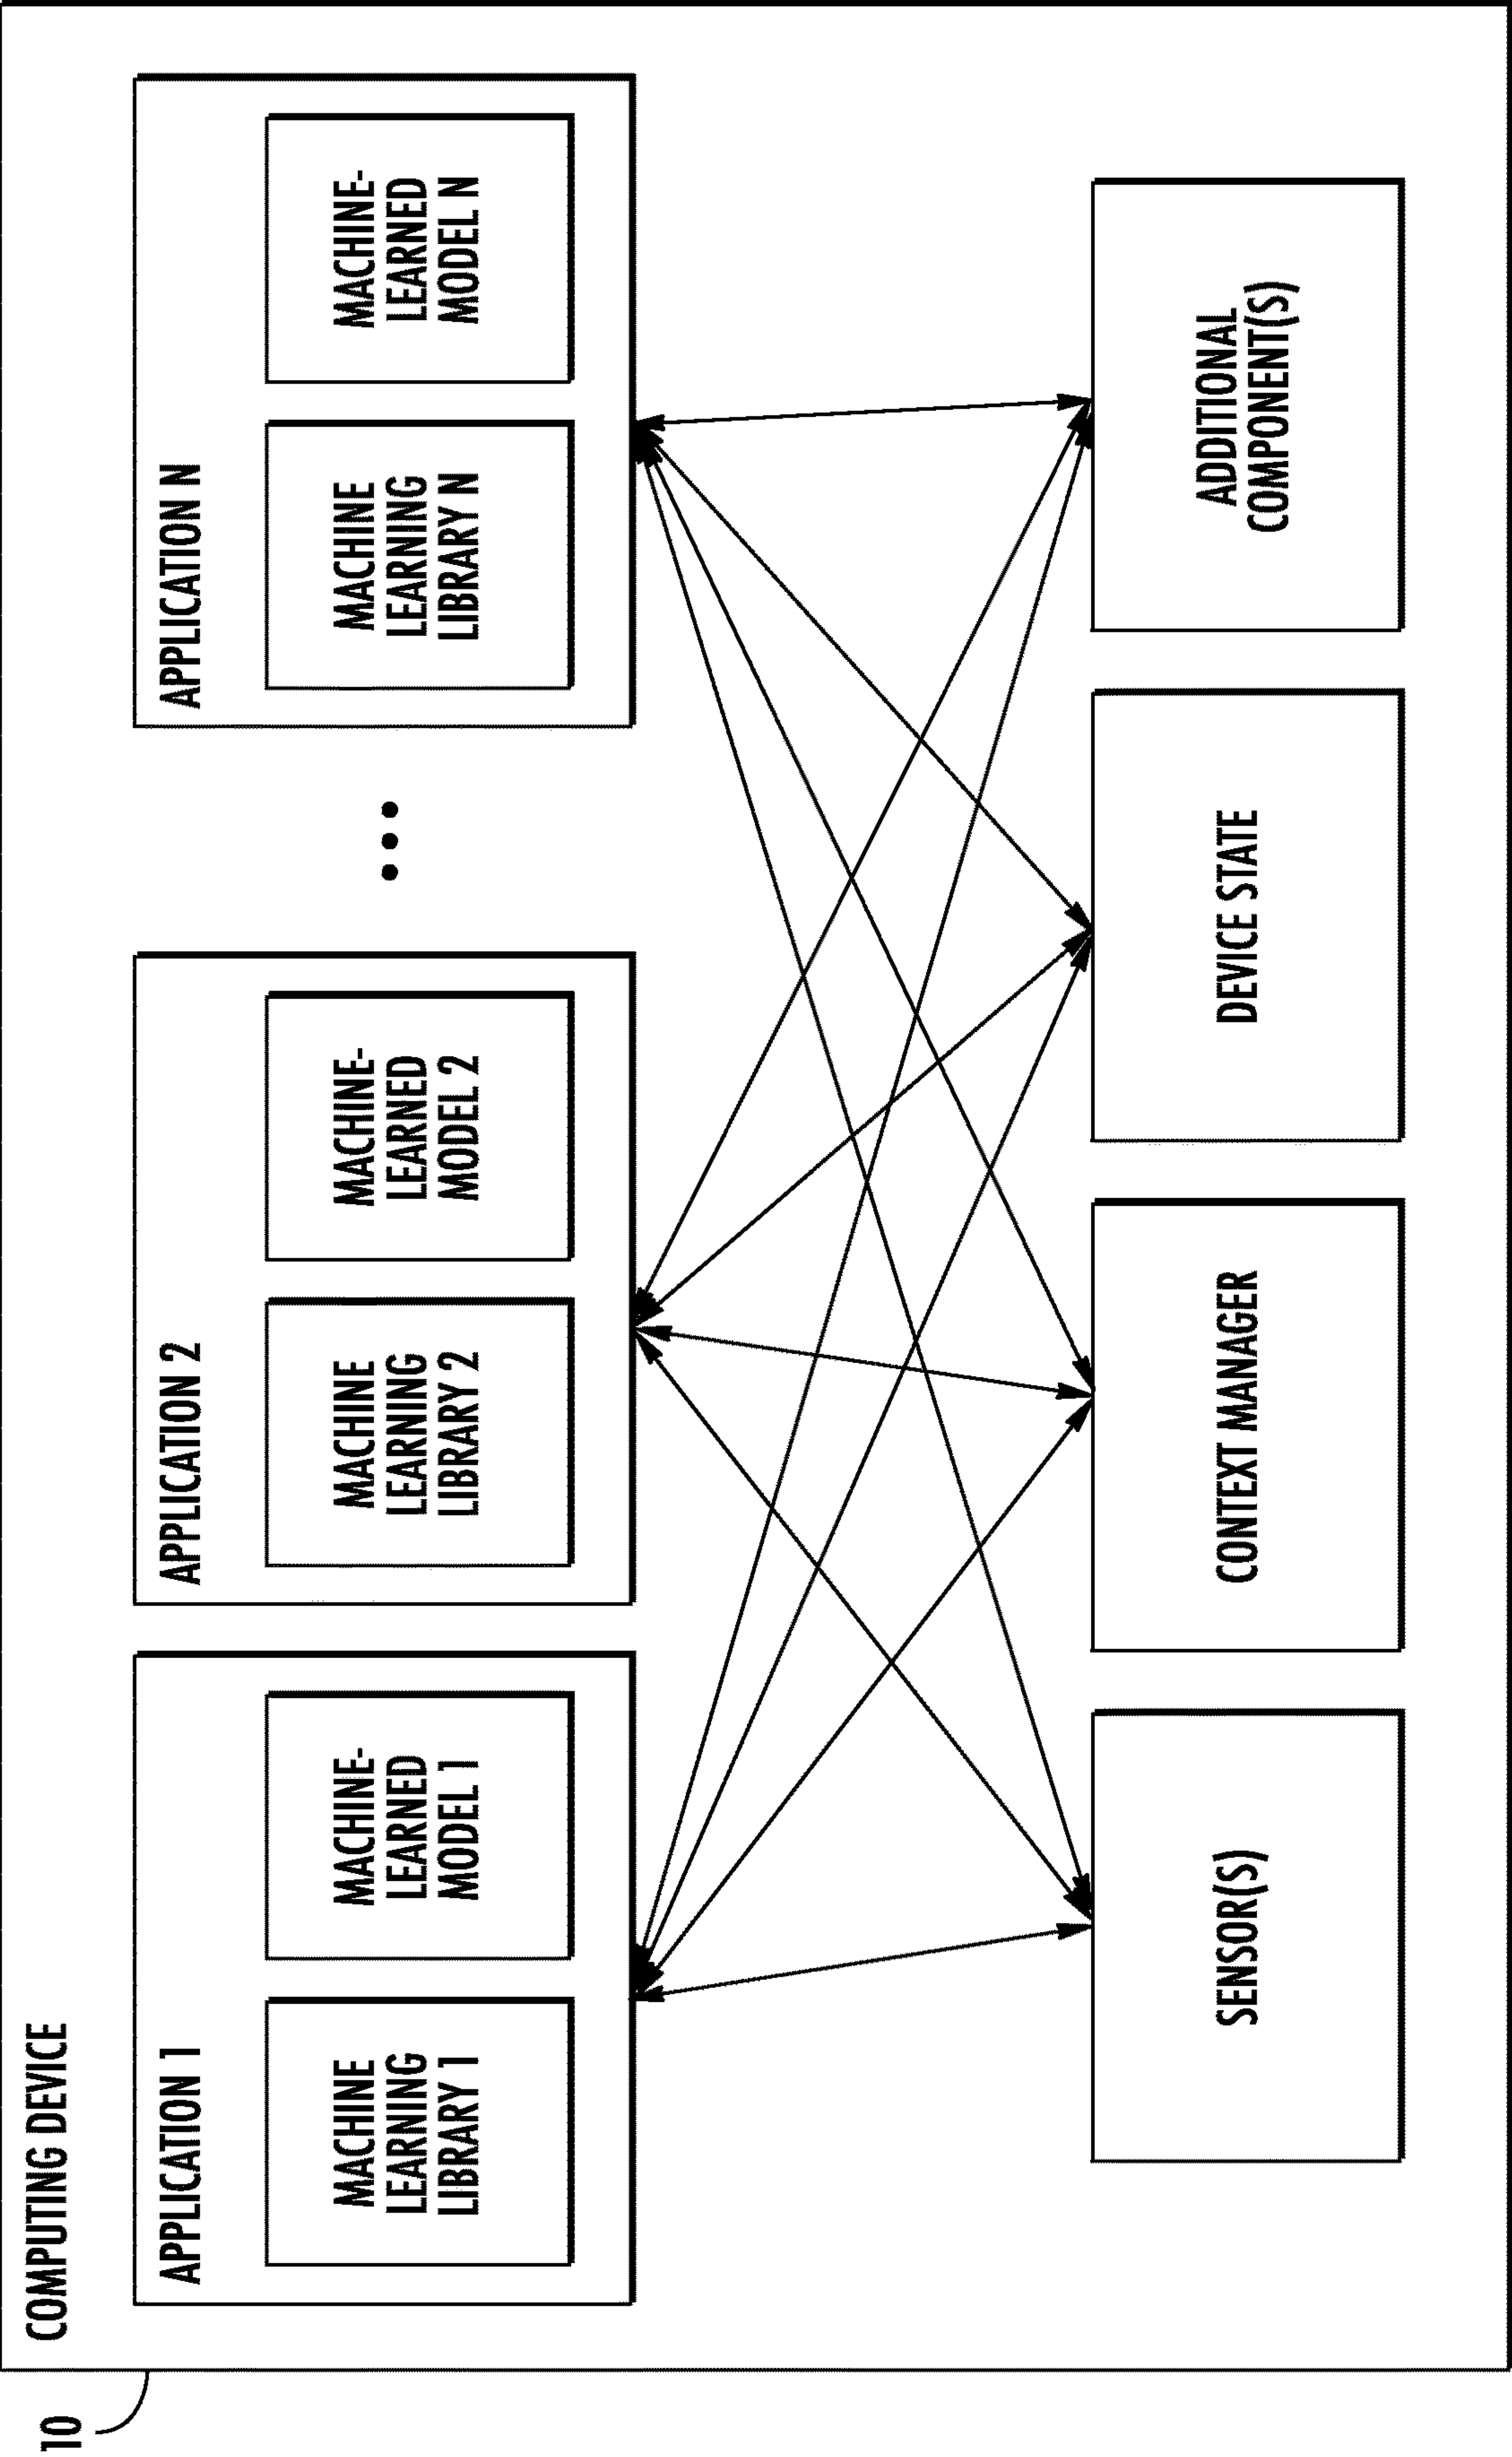 10
COMPUTING DEVICE
APPLICATION 1
MACHINE
LEARNING
LIBRARY 1
MACHINE-
LEARNED
MODEL 1
APPLICATION 2
MACHINE
LEARNING
LIBRARY 2
MACHINE-
LEARNED
MODEL 2
APPLICATION N
MACHINE
LEARNING
LIBRARY N
MACHINE-
LEARNED
MODEL N
SENSOR(S)
CONTEXT MANAGER
DEVICE STATE
ADDITIONAL
COMPONENT(S)